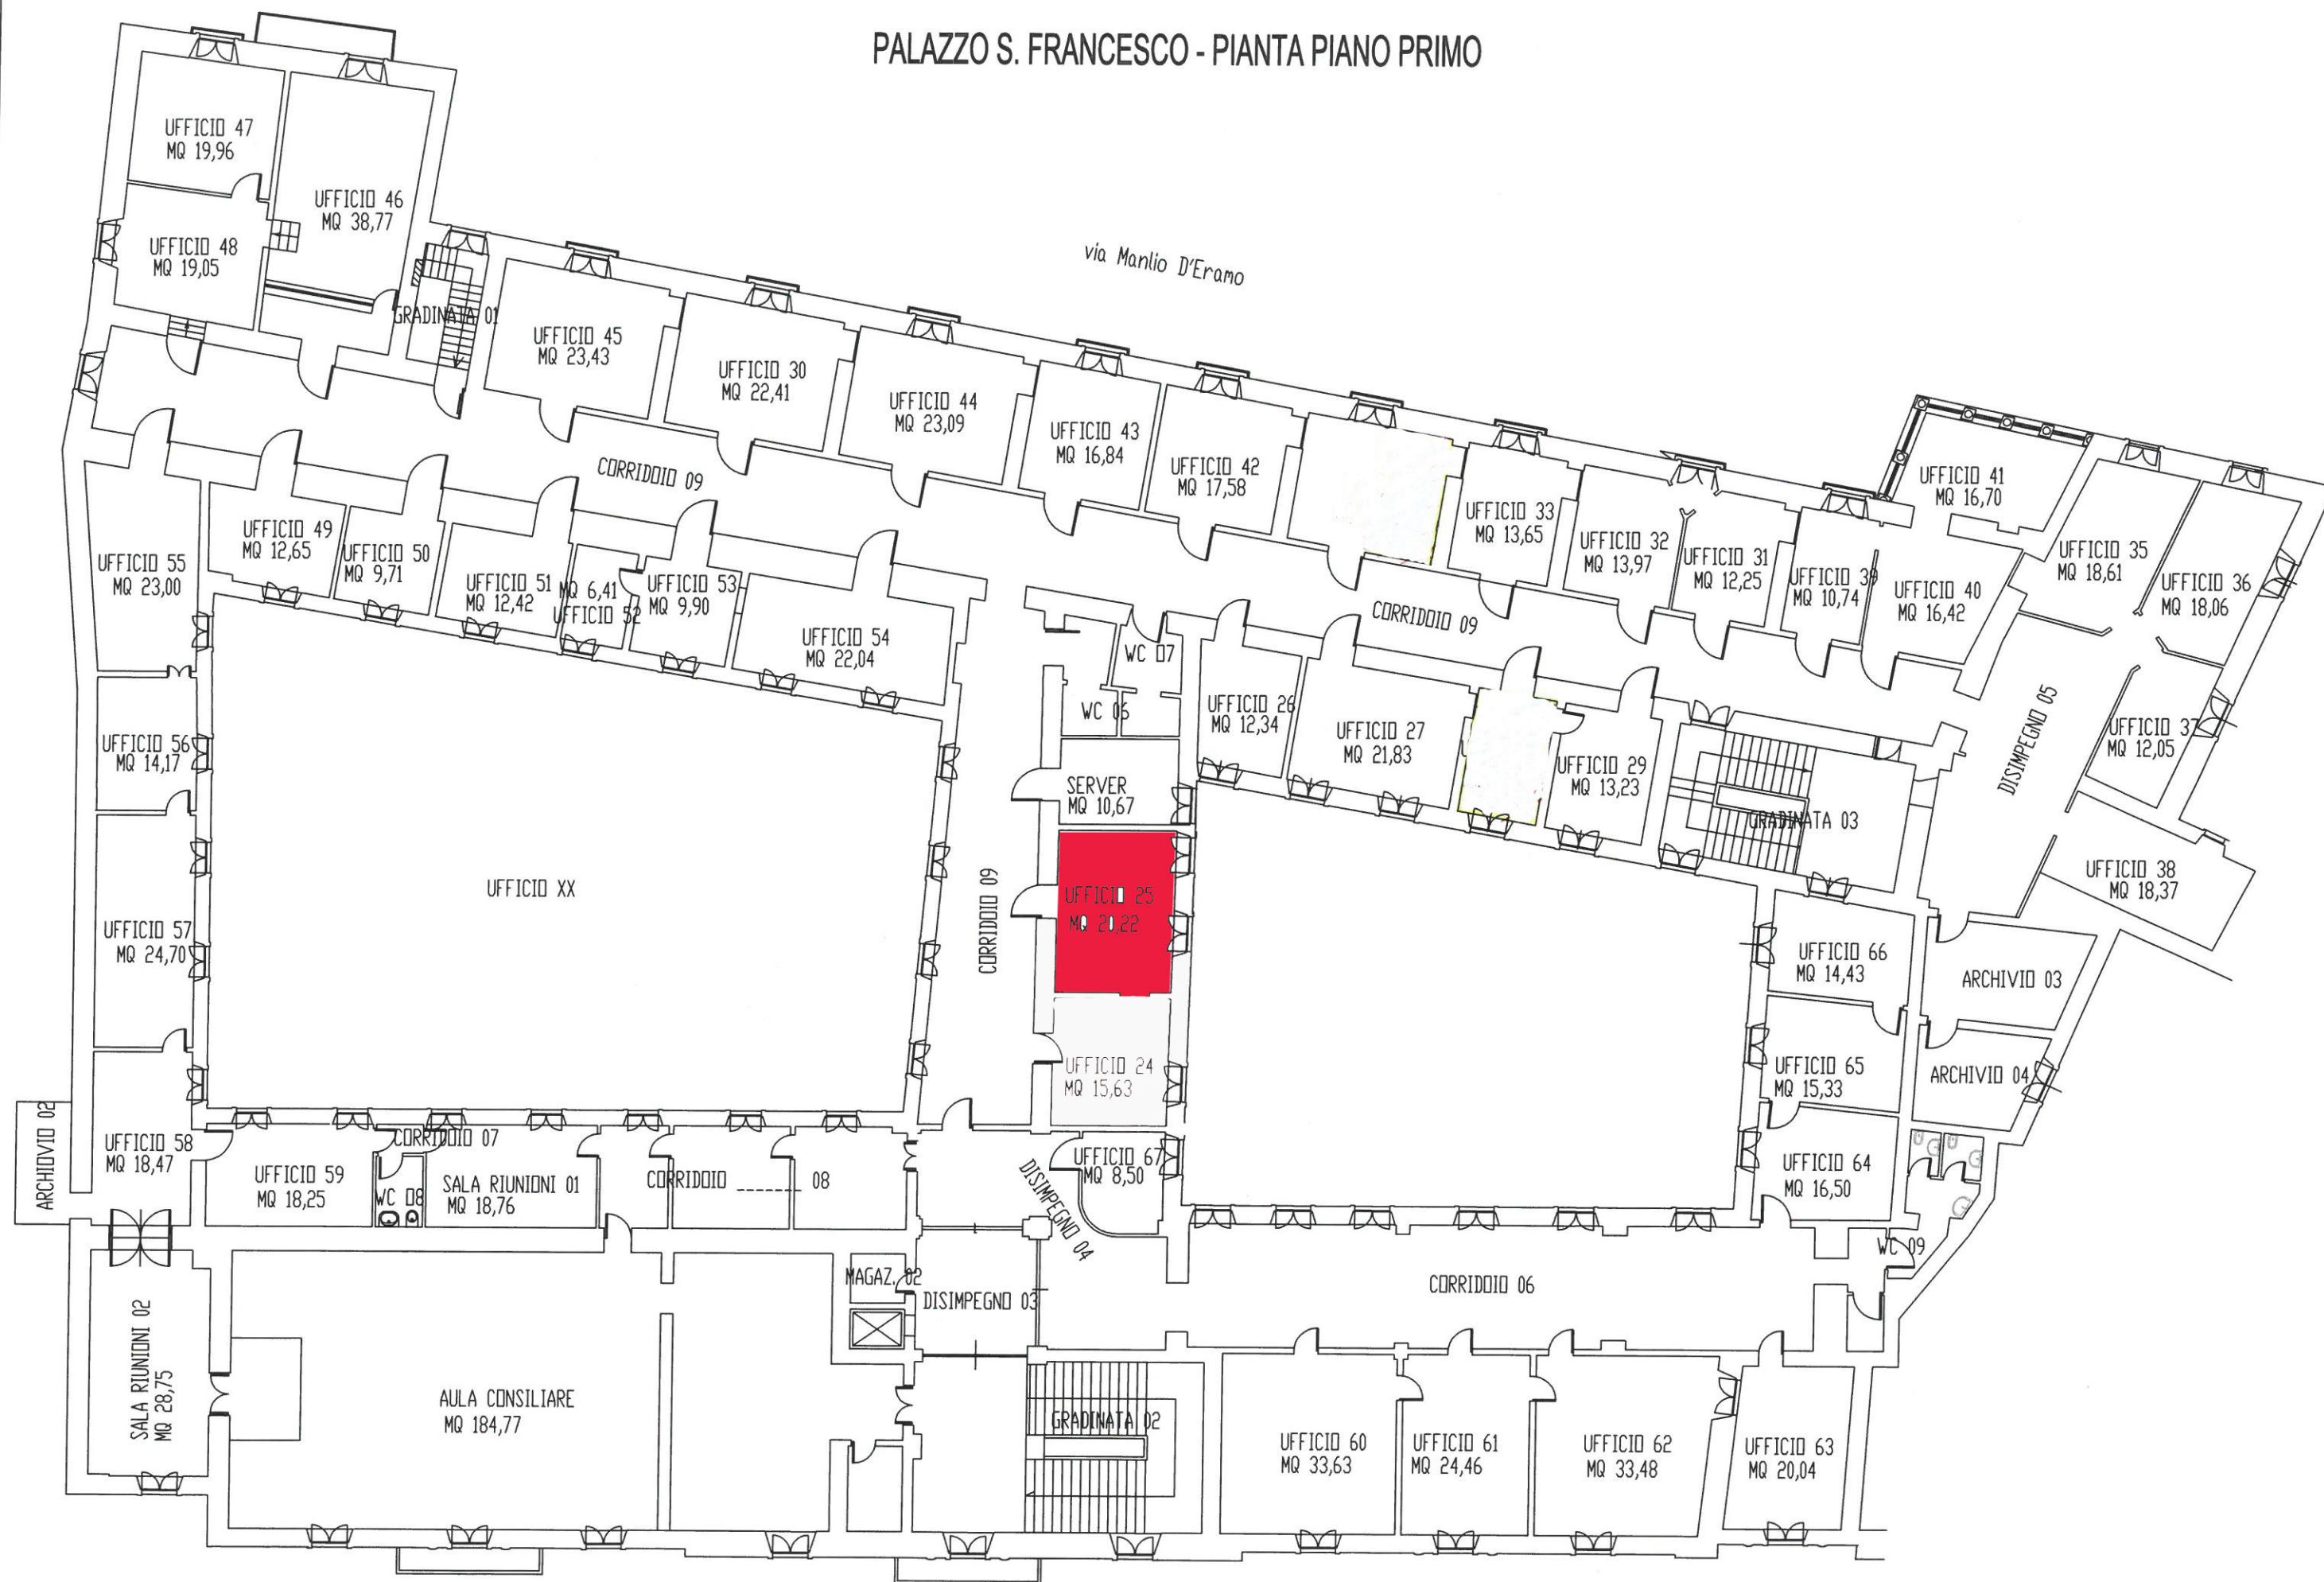 PALAZZO S. FRANCESCO - PIANTA PIANO PRIMO
via Manlio D'Eramo
UFFICIO 47
MQ 19,96
UFFICIO 46
MQ 38,77
UFFICIO 48
MQ 19,05
GRADINATA 01
UFFICIO 45
MQ 23,43
UFFICIO 30
MQ 22,41
UFFICIO 44
MQ 23,09
UFFICIO 43
MQ 16,84
UFFICIO 42
MQ 17,58
UFFICIO 33
MQ 13,65
UFFICIO 32
MQ 13,97
UFFICIO 31
MQ 12,25
UFFICIO 39
MQ 10,74
UFFICIO 40
MQ 16,42
UFFICIO 41
MQ 16,70
UFFICIO 35
MQ 18,61
UFFICIO 36
MQ 18,06
UFFICIO 37
MQ 12,05
UFFICIO 38
MQ 18,37
DISIMPEGNO 05
CORRIDOIO 09
CORRIDOIO 09
UFFICIO 55
MQ 23,00
UFFICIO 49
MQ 12,65
UFFICIO 50
MQ 9,71
UFFICIO 51
MQ 12,42
MQ 6,41
UFFICIO 52
UFFICIO 53
MQ 9,90
UFFICIO 54
MQ 22,04
WC 07
WC 06
UFFICIO 26
MQ 12,34
UFFICIO 27
MQ 21,83
UFFICIO 29
MQ 13,23
GRADINATA 03
SERVER
MQ 10,67
UFFICIO 25
MQ 20,22
UFFICIO 24
MQ 15,63
CORRIDOIO 09
UFFICIO XX
UFFICIO 56
MQ 14,17
UFFICIO 57
MQ 24,70
UFFICIO 58
MQ 18,47
ARCHIOVIO 02
UFFICIO 66
MQ 14,43
ARCHIVIO 03
UFFICIO 65
MQ 15,33
ARCHIVIO 04
UFFICIO 64
MQ 16,50
WC 09
CORRIDOIO 07
UFFICIO 59
MQ 18,25
WC 08
SALA RIUNIONI 01
MQ 18,76
CORRIDOIO _______ 08
UFFICIO 67
MQ 8,50
DISIMPEGNO 04
MAGAZ. 02
DISIMPEGNO 03
CORRIDOIO 06
SALA RIUNIONI 02
MQ 28,75
AULA CONSILIARE
MQ 184,77
GRADINATA 02
UFFICIO 60
MQ 33,63
UFFICIO 61
MQ 24,46
UFFICIO 62
MQ 33,48
UFFICIO 63
MQ 20,04